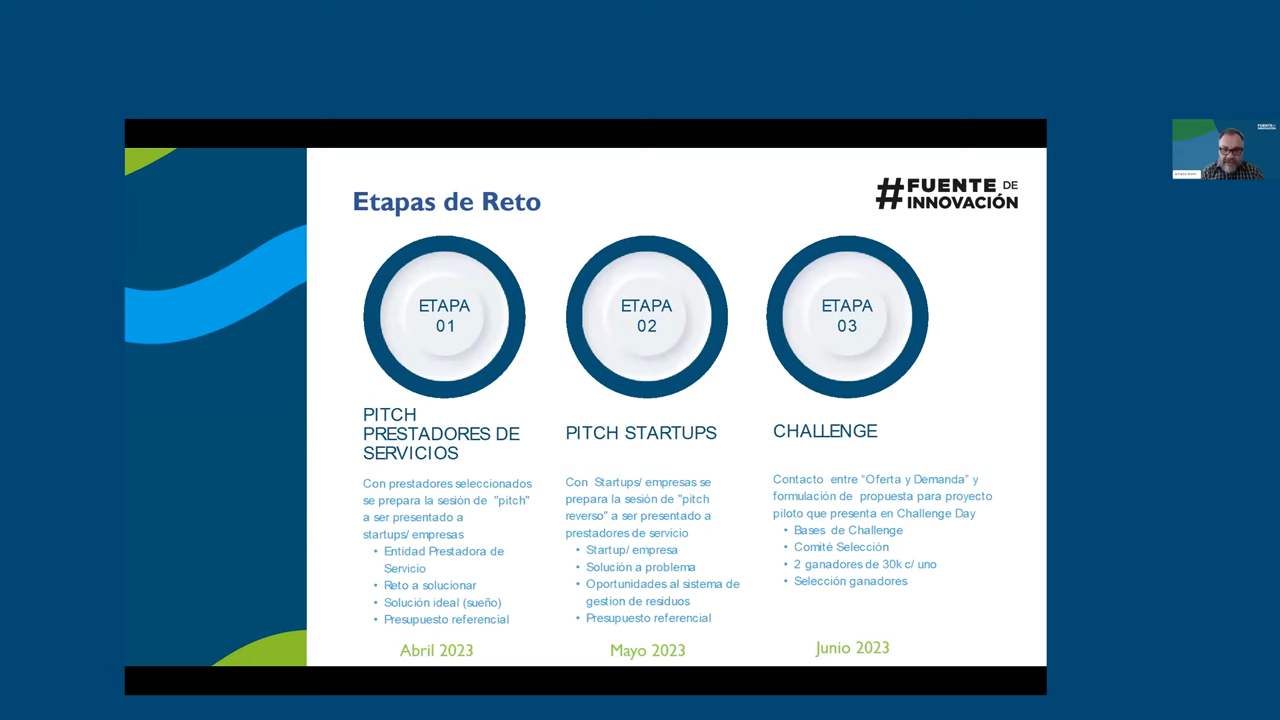 Etapas de Reto
#FUENTE DE
INNOVACIÓN
ETAPA
01
ETAPA
02
ETAPA
03
PITCH
PRESTADORES DE
SERVICIOS
Con prestadores seleccionados
se prepara la sesión de "pitch"
a ser presentado a
startups/ empresas
• Entidad Prestadora de
Servicio
• Reto a solucionar
• Solución ideal (sueño)
• Presupuesto referencial
Abril 2023
PITCH STARTUPS
Con Startups/ empresas se
prepara la sesión de "pitch
reverso" a ser presentado a
prestadores de servicio
• Startup/ empresa
• Solución a problema
• Oportunidades al sistema de
gestion de residuos
• Presupuesto referencial
Mayo 2023
CHALLENGE
Contacto entre “Oferta y Demanda” y
formulación de propuesta para proyecto
piloto que presenta en Challenge Day
• Bases de Challenge
• Comité Selección
• 2 ganadores de 30k c/ uno
• Selección ganadores
Junio 2023
FUENTE DE
INNOVACIÓN